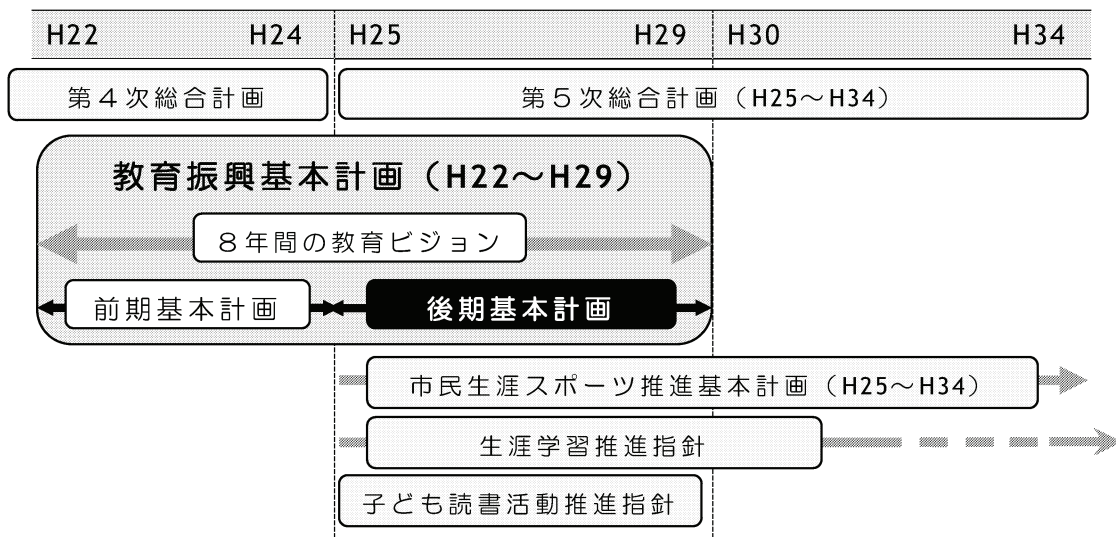 H22 H24 H25 H29 H30 H34
第４次総合計画 第５次総合計画（H25～H34）
教育振興基本計画（H22～H29）
８年間の教育ビジョン
前期基本計画 後期基本計画
市民生涯スポーツ推進基本計画（H25～H34）
生涯学習推進指針
子ども読書活動推進指針